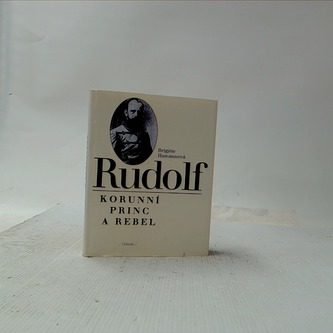 Brigitte
Hamannová
Rudolf
KORUNNÍ
PRINC
A REBEL